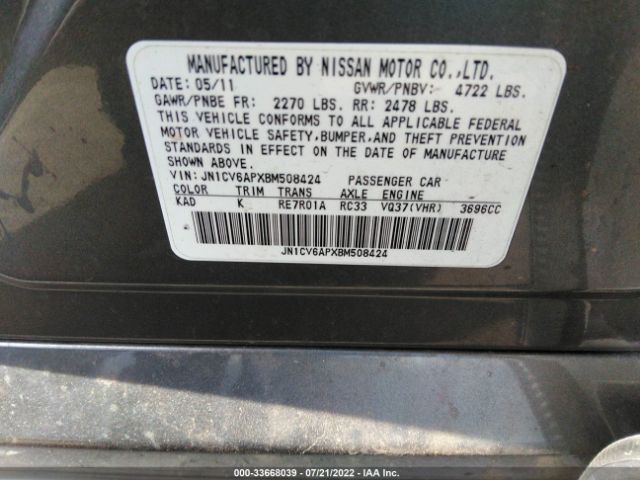 MANUFACTURED BY NISSAN MOTOR CO.,LTD.
DATE: 05/11 GVWR/PNBV: 4722 LBS.
GAWR/PNBE FR: 2270 LBS. RR: 2478 LBS.
THIS VEHICLE CONFORMS TO ALL APPLICABLE FEDERAL
MOTOR VEHICLE SAFETY,BUMPER,AND THEFT PREVENTION
STANDARDS IN EFFECT ON THE DATE OF MANUFACTURE
SHOWN ABOVE.
VIN: JN1CV6APXBM508424 PASSENGER CAR
COLOR TRIM TRANS AXLE ENGINE
KAD K RE7R01A RC33 VQ37(VHR) 3696CC
JN1CV6APXBM508424
000-33668039 - 07/21/2022 - IAA Inc.